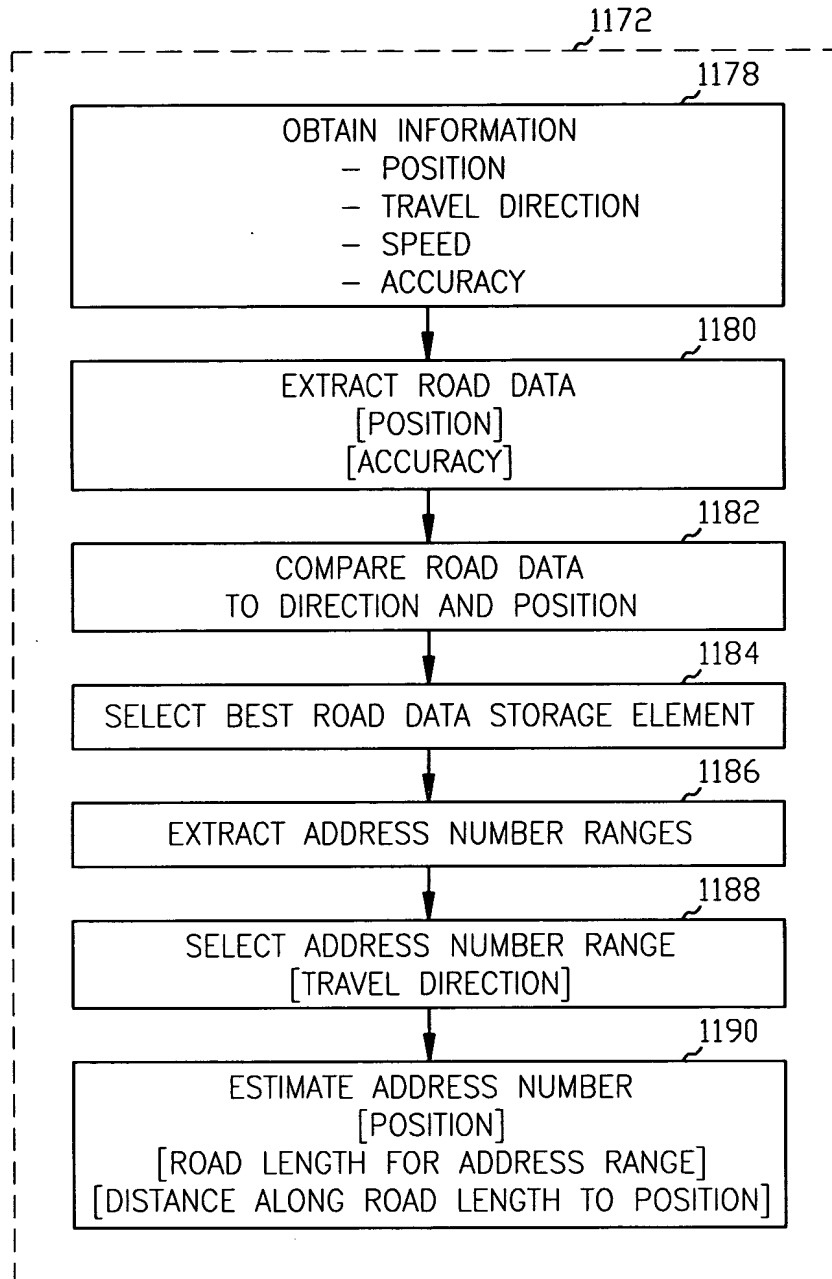 1172
1178
OBTAIN INFORMATION
– POSITION
– TRAVEL DIRECTION
– SPEED
– ACCURACY
1180
EXTRACT ROAD DATA
[POSITION]
[ACCURACY]
1182
COMPARE ROAD DATA
TO DIRECTION AND POSITION
1184
SELECT BEST ROAD DATA STORAGE ELEMENT
1186
EXTRACT ADDRESS NUMBER RANGES
1188
SELECT ADDRESS NUMBER RANGE
[TRAVEL DIRECTION]
1190
ESTIMATE ADDRESS NUMBER
[POSITION]
[ROAD LENGTH FOR ADDRESS RANGE]
[DISTANCE ALONG ROAD LENGTH TO POSITION]